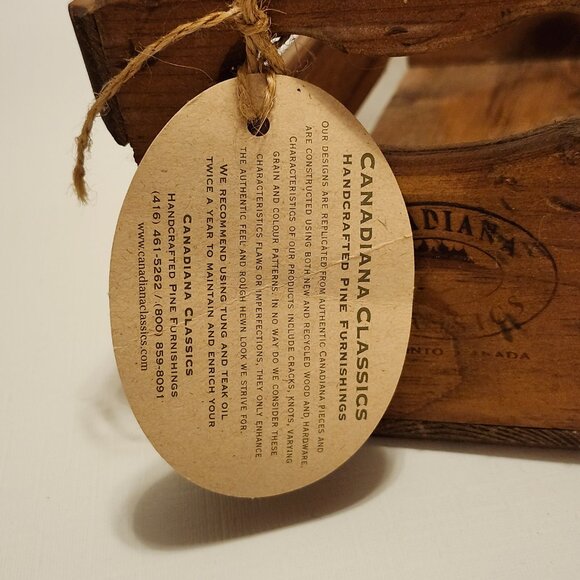 CANADIANA CLASSICS
HANDCRAFTED PINE FURNISHINGS
OUR DESIGNS ARE REPLICATED FROM AUTHENTIC CANADIANA PIECES AND
ARE CONSTRUCTED USING BOTH NEW AND RECYCLED WOOD AND HARDWARE.
CHARACTERISTICS OF OUR PRODUCTS INCLUDE CRACKS, KNOTS, VARYING
GRAIN AND COLOUR PATTERNS. IN NO WAY DO WE CONSIDER THESE
CHARACTERISTICS FLAWS OR IMPERFECTIONS, THEY ONLY ENHANCE
THE AUTHENTIC FEEL AND ROUGH HEWN LOOK WE STRIVE FOR.
WE RECOMMEND USING TUNG AND TEAK OIL
TWICE A YEAR TO MAINTAIN AND ENRICH YOUR
CANADIANA CLASSICS
HANDCRAFTED PINE FURNISHINGS
(416) 461-5262 / (800) 859-8091
www.canadianaclassics.com